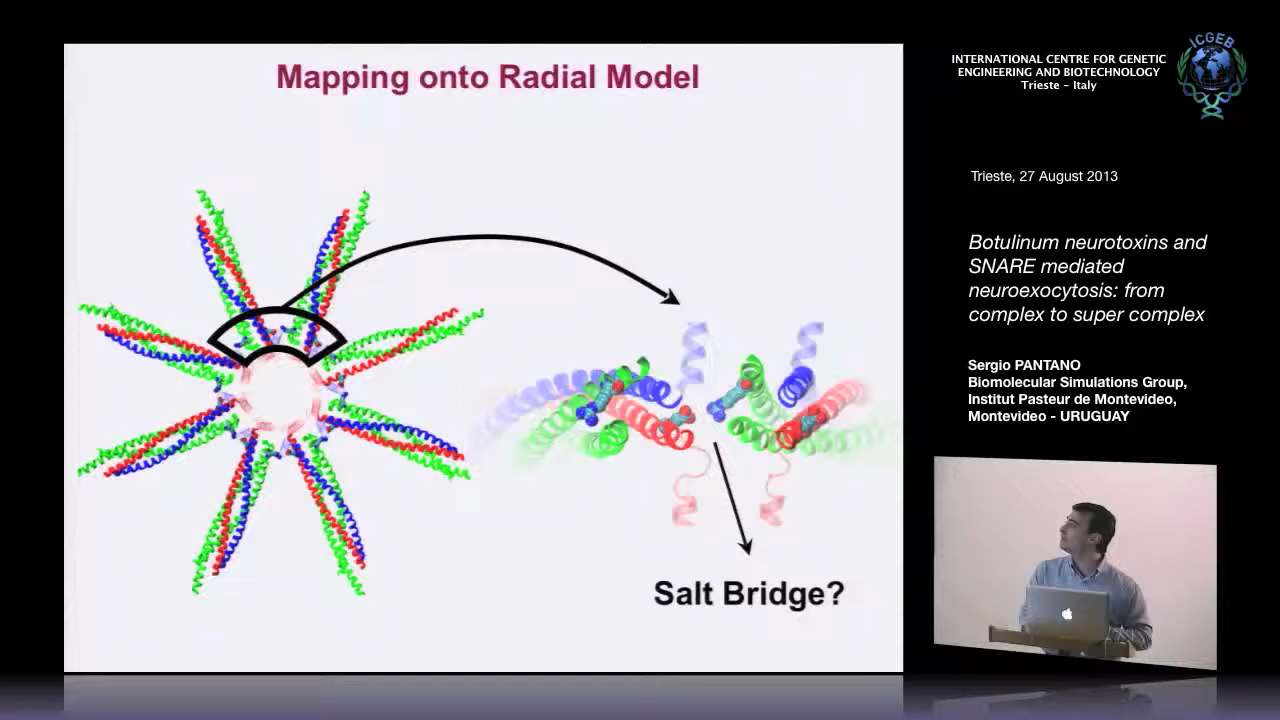 Mapping onto Radial Model
Salt Bridge?
INTERNATIONAL CENTRE FOR GENETIC
ENGINEERING AND BIOTECHNOLOGY
Trieste - Italy
ICGEB
Trieste, 27 August 2013
Botulinum neurotoxins and
SNARE mediated
neuroexocytosis: from
complex to super complex
Sergio PANTANO
Biomolecular Simulations Group,
Institut Pasteur de Montevideo,
Montevideo - URUGUAY